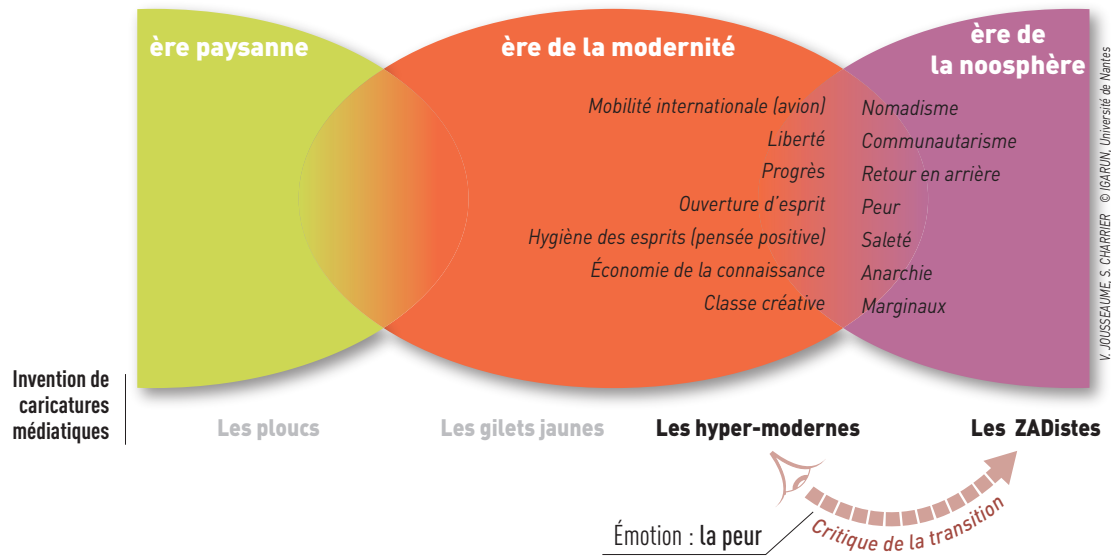 ère paysanne
ère de la modernité
ère de
la noosphère
Mobilité internationale (avion)
Liberté
Progrès
Ouverture d'esprit
Hygiène des esprits (pensée positive)
Économie de la connaissance
Classe créative
Nomadisme
Communautarisme
Retour en arrière
Peur
Saleté
Anarchie
Marginaux
V. JOUSSEAUME, S. CHARRIER © IGARUN, Université de Nantes
Invention de
caricatures
médiatiques
Les ploucs
Les gilets jaunes
Les hyper-modernes
Les ZADistes
Émotion : la peur
Critique de la transition